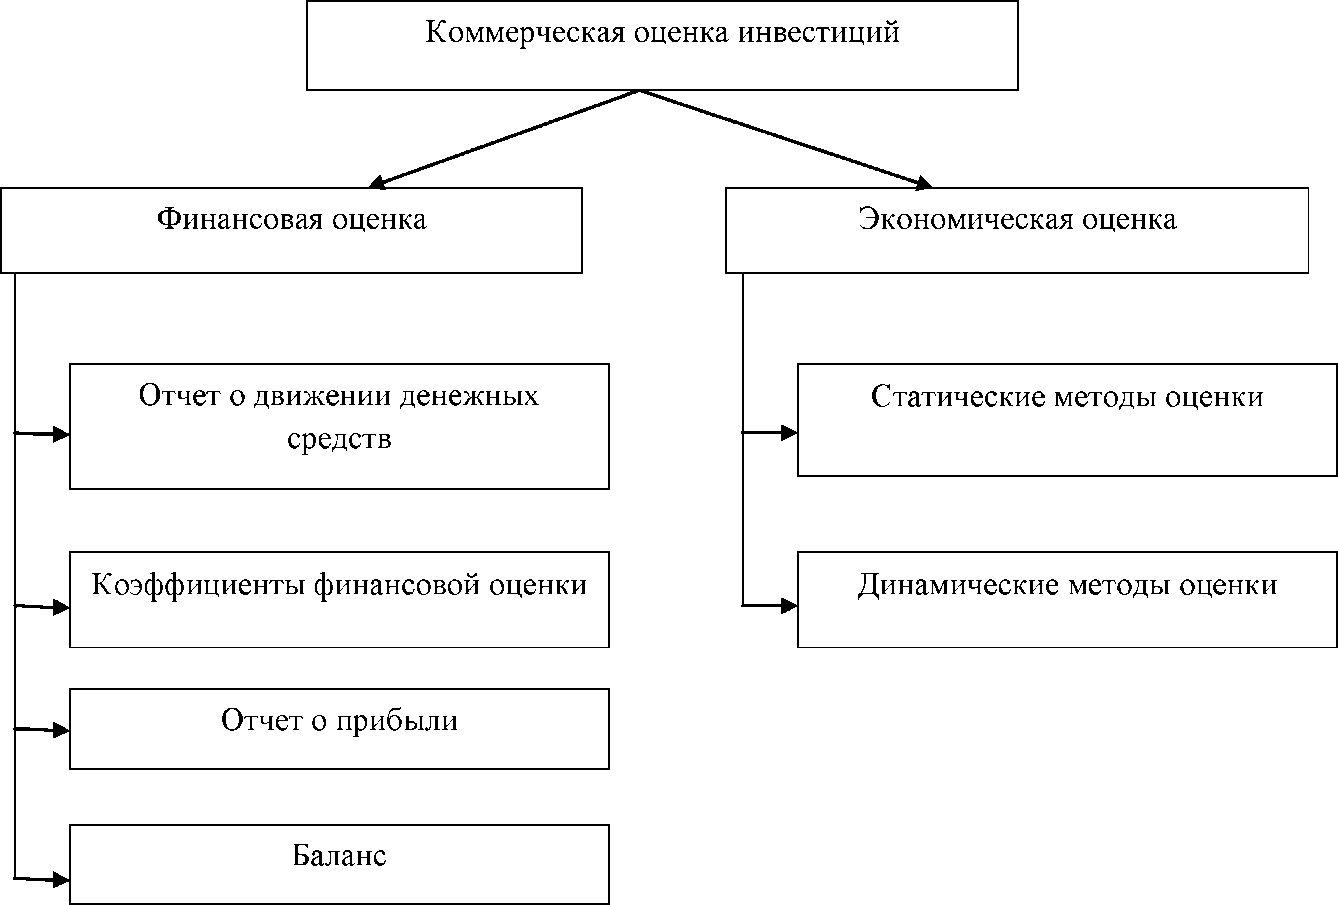 Коммерческая оценка инвестиций
Финансовая оценка
Экономическая оценка
Отчет о движении денежных
средств
Статические методы оценки
Коэффициенты финансовой оценки
Динамические методы оценки
Отчет о прибыли
Баланс